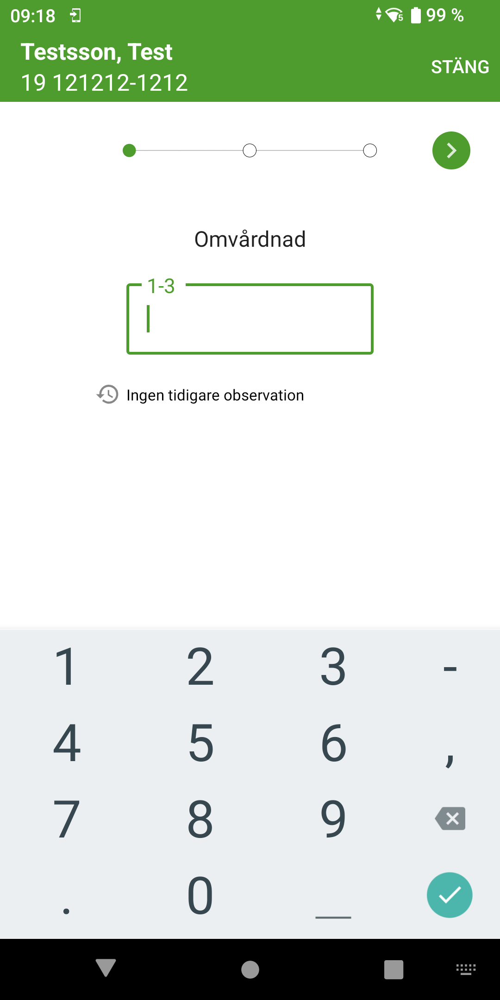 09:18 5 99 %
Testsson, Test
19 121212-1212
STÄNG
Omvårdnad
1-3
Ingen tidigare observation
1 2 3 -
4 5 6 ,
7 8 9
. 0 _